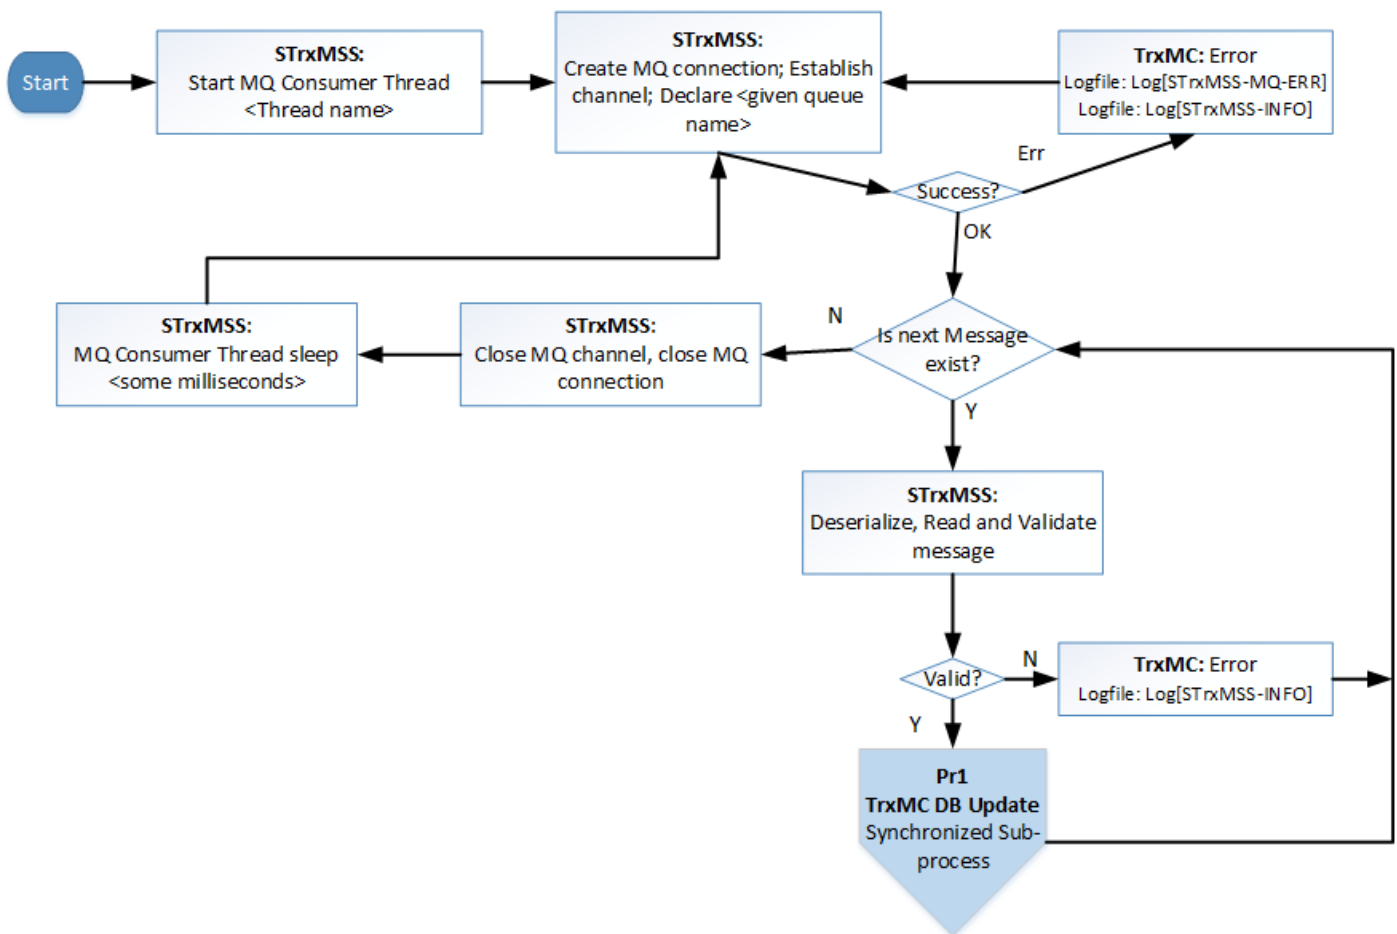 Start
STrxMSS:
Start MQ Consumer Thread
<Thread name>
STrxMSS:
Create MQ connection; Establish
channel; Declare <given queue
name>
TrxMC: Error
Logfile: Log[STrxMSS-MQ-ERR]
Logfile: Log[STrxMSS-INFO]
Err
Success?
OK
STrxMSS:
MQ Consumer Thread sleep
<some milliseconds>
STrxMSS:
Close MQ channel, close MQ
connection
N
Is next Message
exist?
Y
STrxMSS:
Deserialize, Read and Validate
message
Valid?
N
TrxMC: Error
Logfile: Log[STrxMSS-INFO]
Y
Pr1
TrxMC DB Update
Synchronized Sub-
process